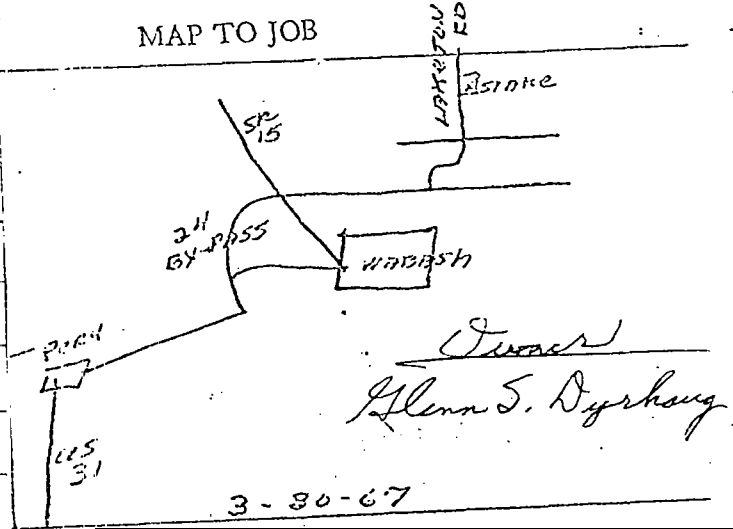 MAP TO JOB
LAKETON
RD
SR
15
24
BY-PASS
WABASH
PERU
US
31
Owner
Glenn S. Dyrhaug
3-30-67